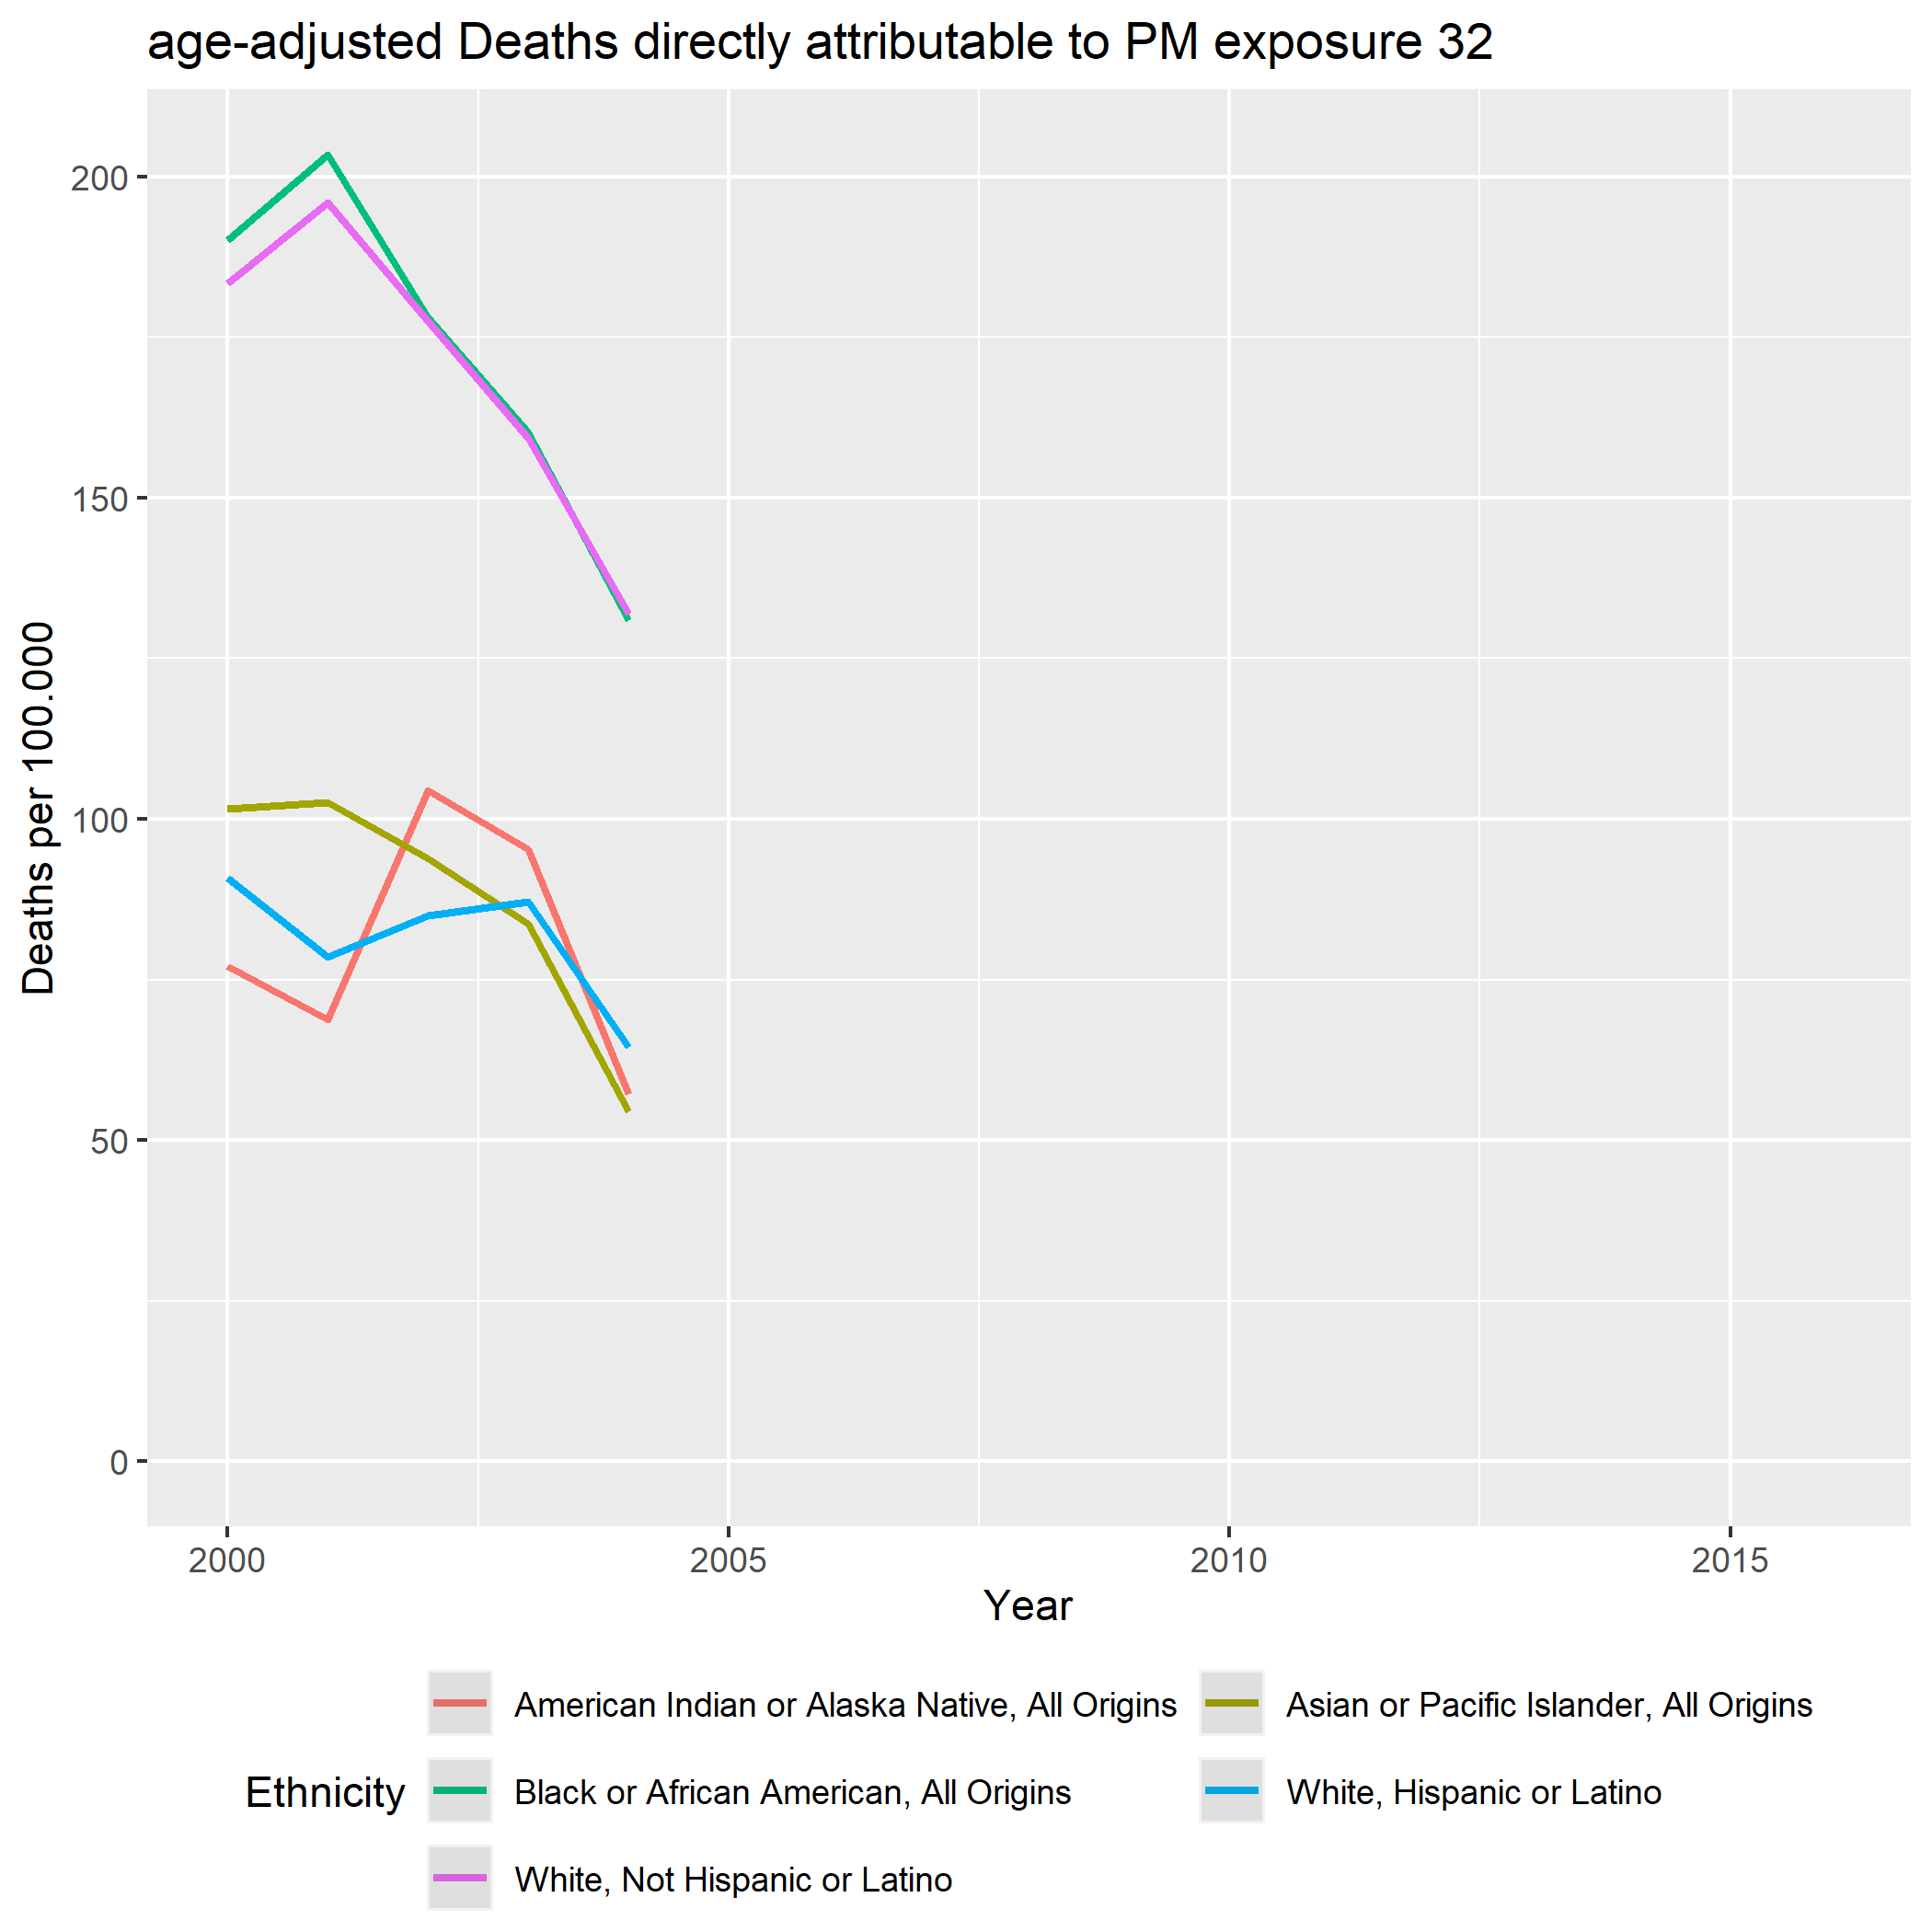 age-adjusted Deaths directly attributable to PM exposure 32
Deaths per 100.000
200
150
100
50
0
2000 2005 2010 2015
Year
Ethnicity
American Indian or Alaska Native, All Origins
Asian or Pacific Islander, All Origins
Black or African American, All Origins
White, Hispanic or Latino
White, Not Hispanic or Latino